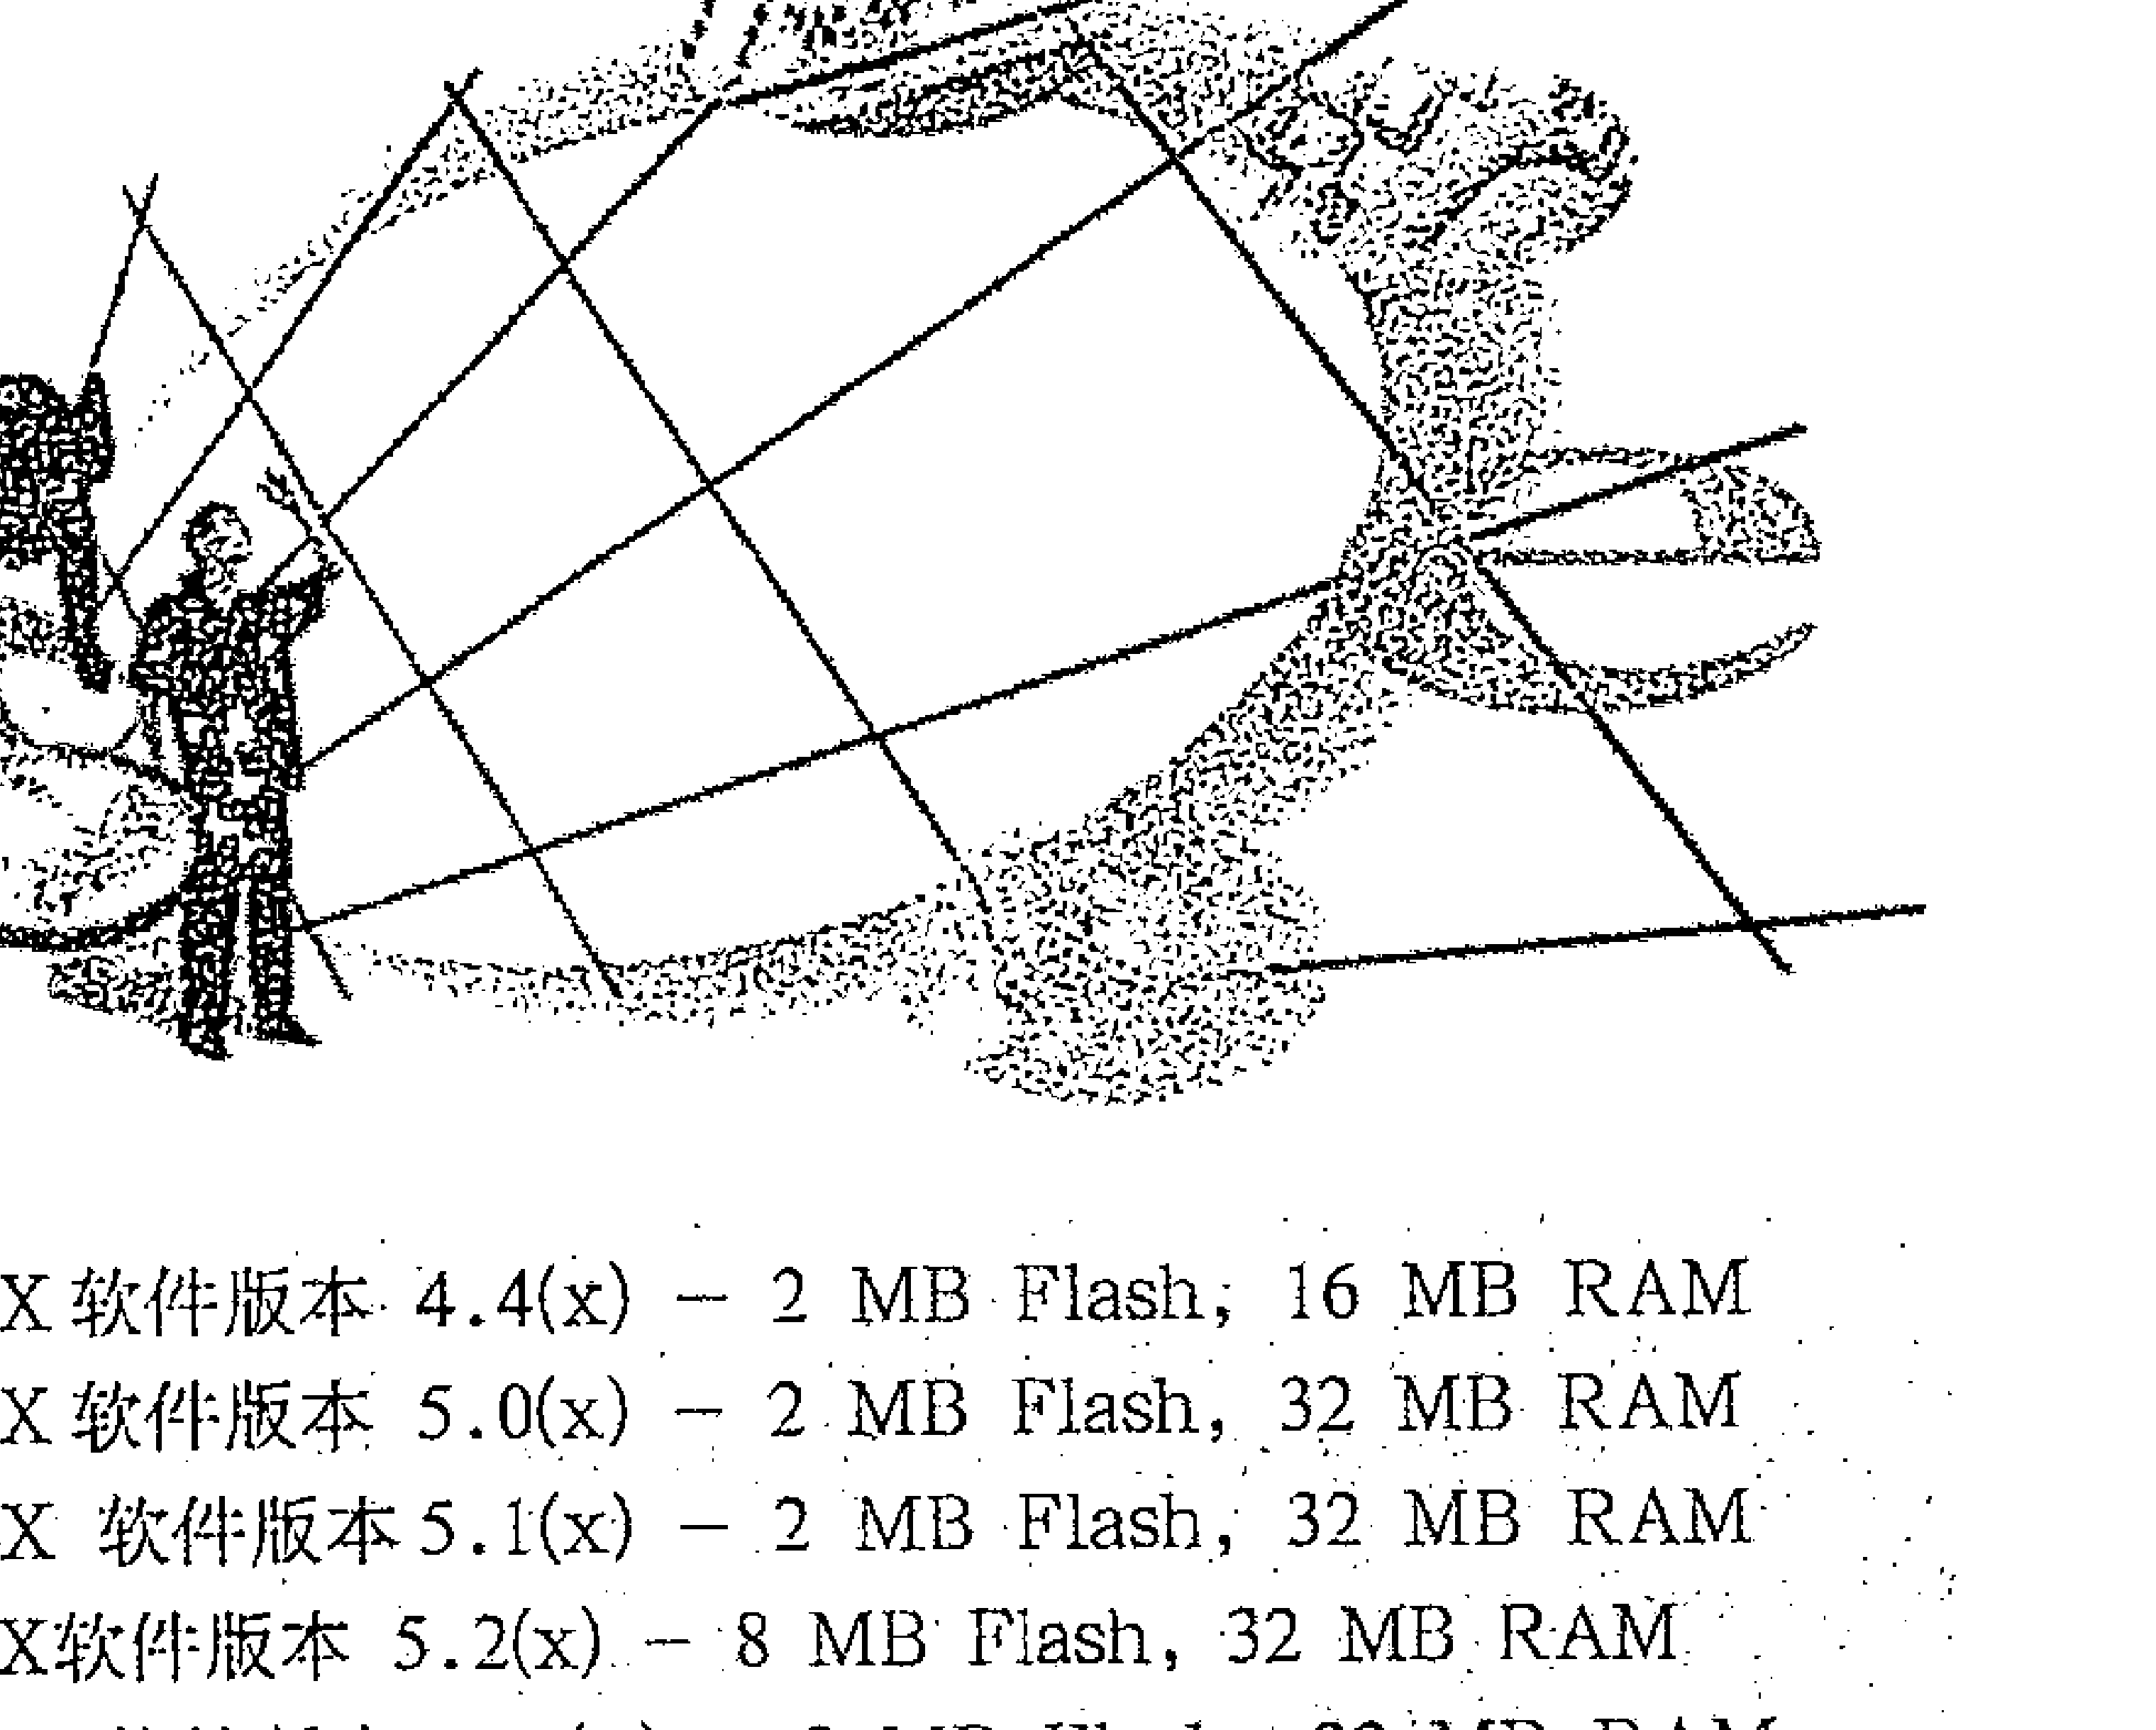 X 软件版本 4.4(x) – 2 MB Flash, 16 MB RAM
X 软件版本 5.0(x) – 2 MB Flash, 32 MB RAM
X 软件版本 5.1(x) – 2 MB Flash, 32 MB RAM
X软件版本 5.2(x) – 8 MB Flash, 32 MB RAM